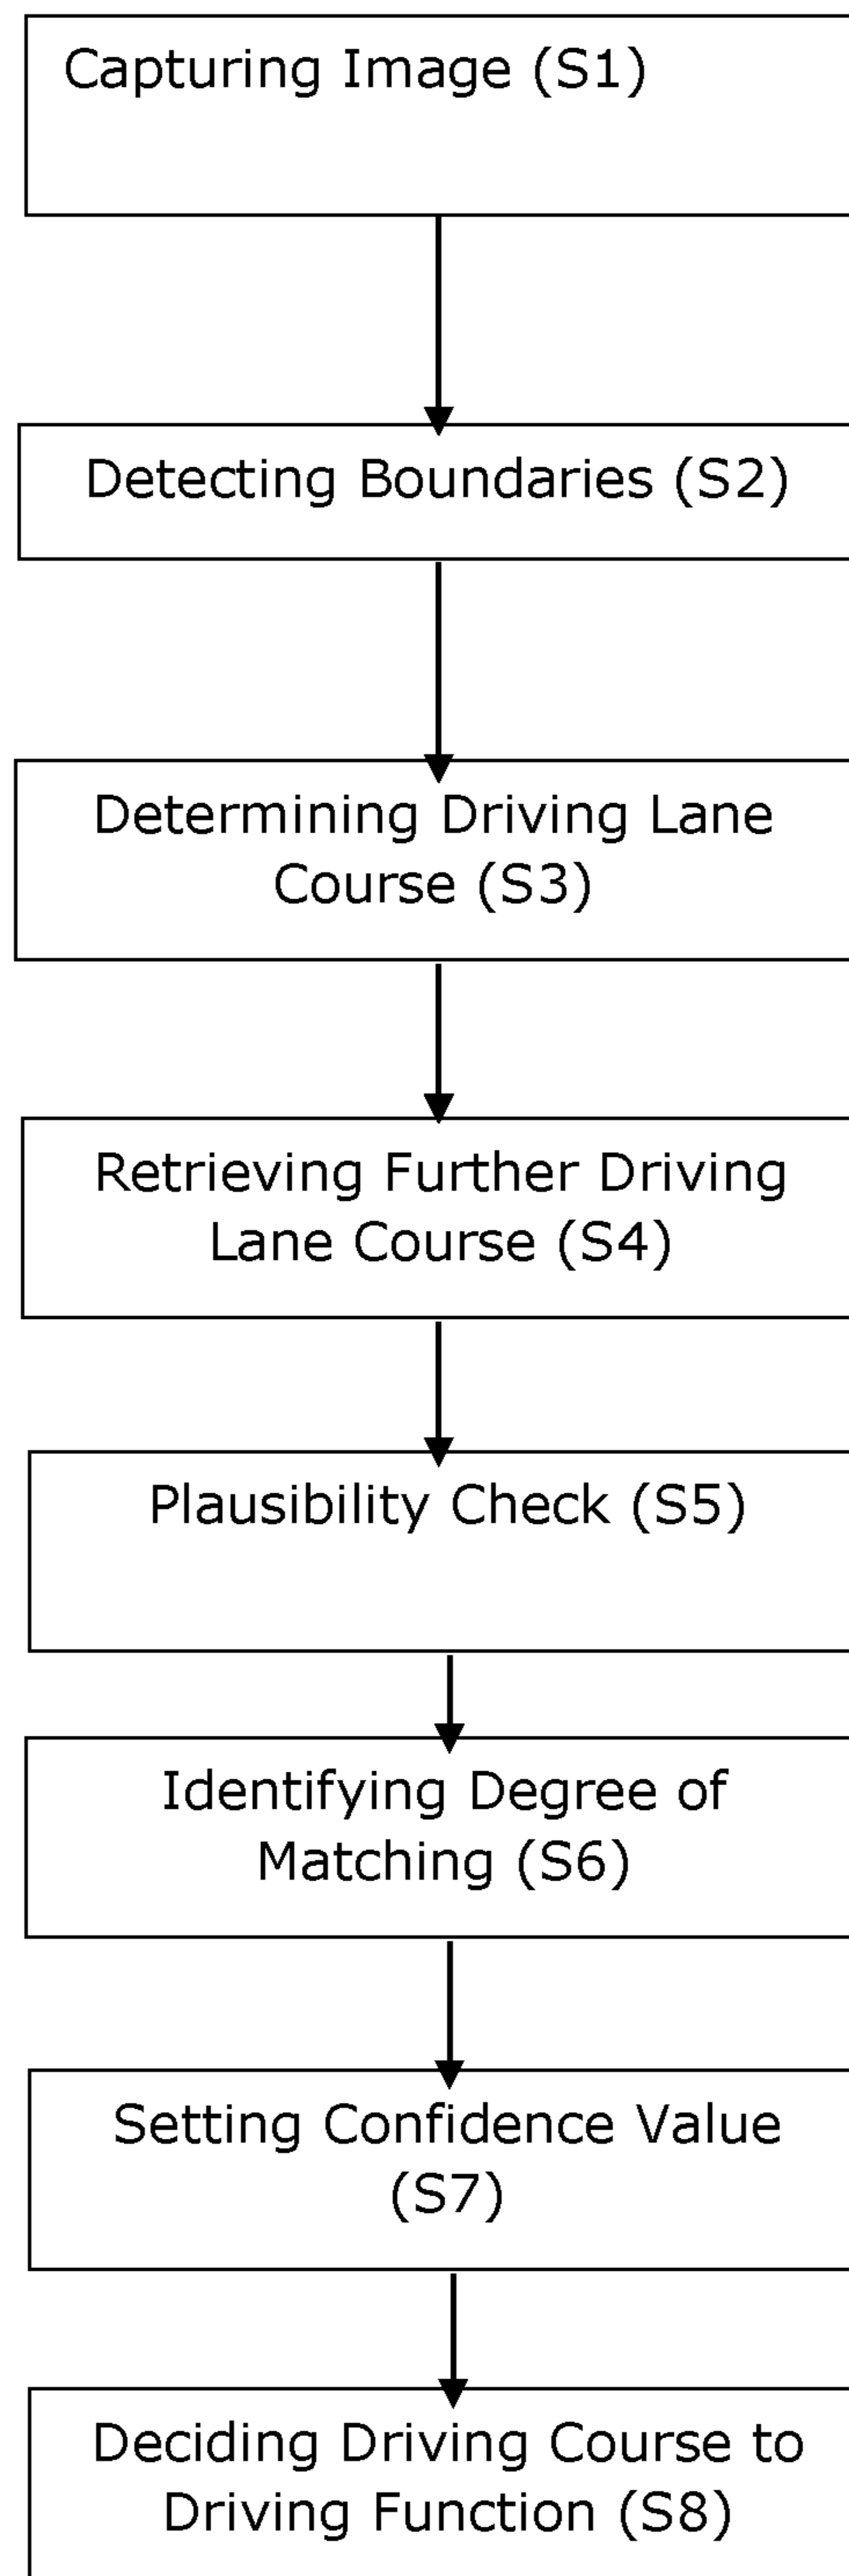 Capturing Image (S1)
Detecting Boundaries (S2)
Determining Driving Lane
Course (S3)
Retrieving Further Driving
Lane Course (S4)
Plausibility Check (S5)
Identifying Degree of
Matching (S6)
Setting Confidence Value
(S7)
Deciding Driving Course to
Driving Function (S8)